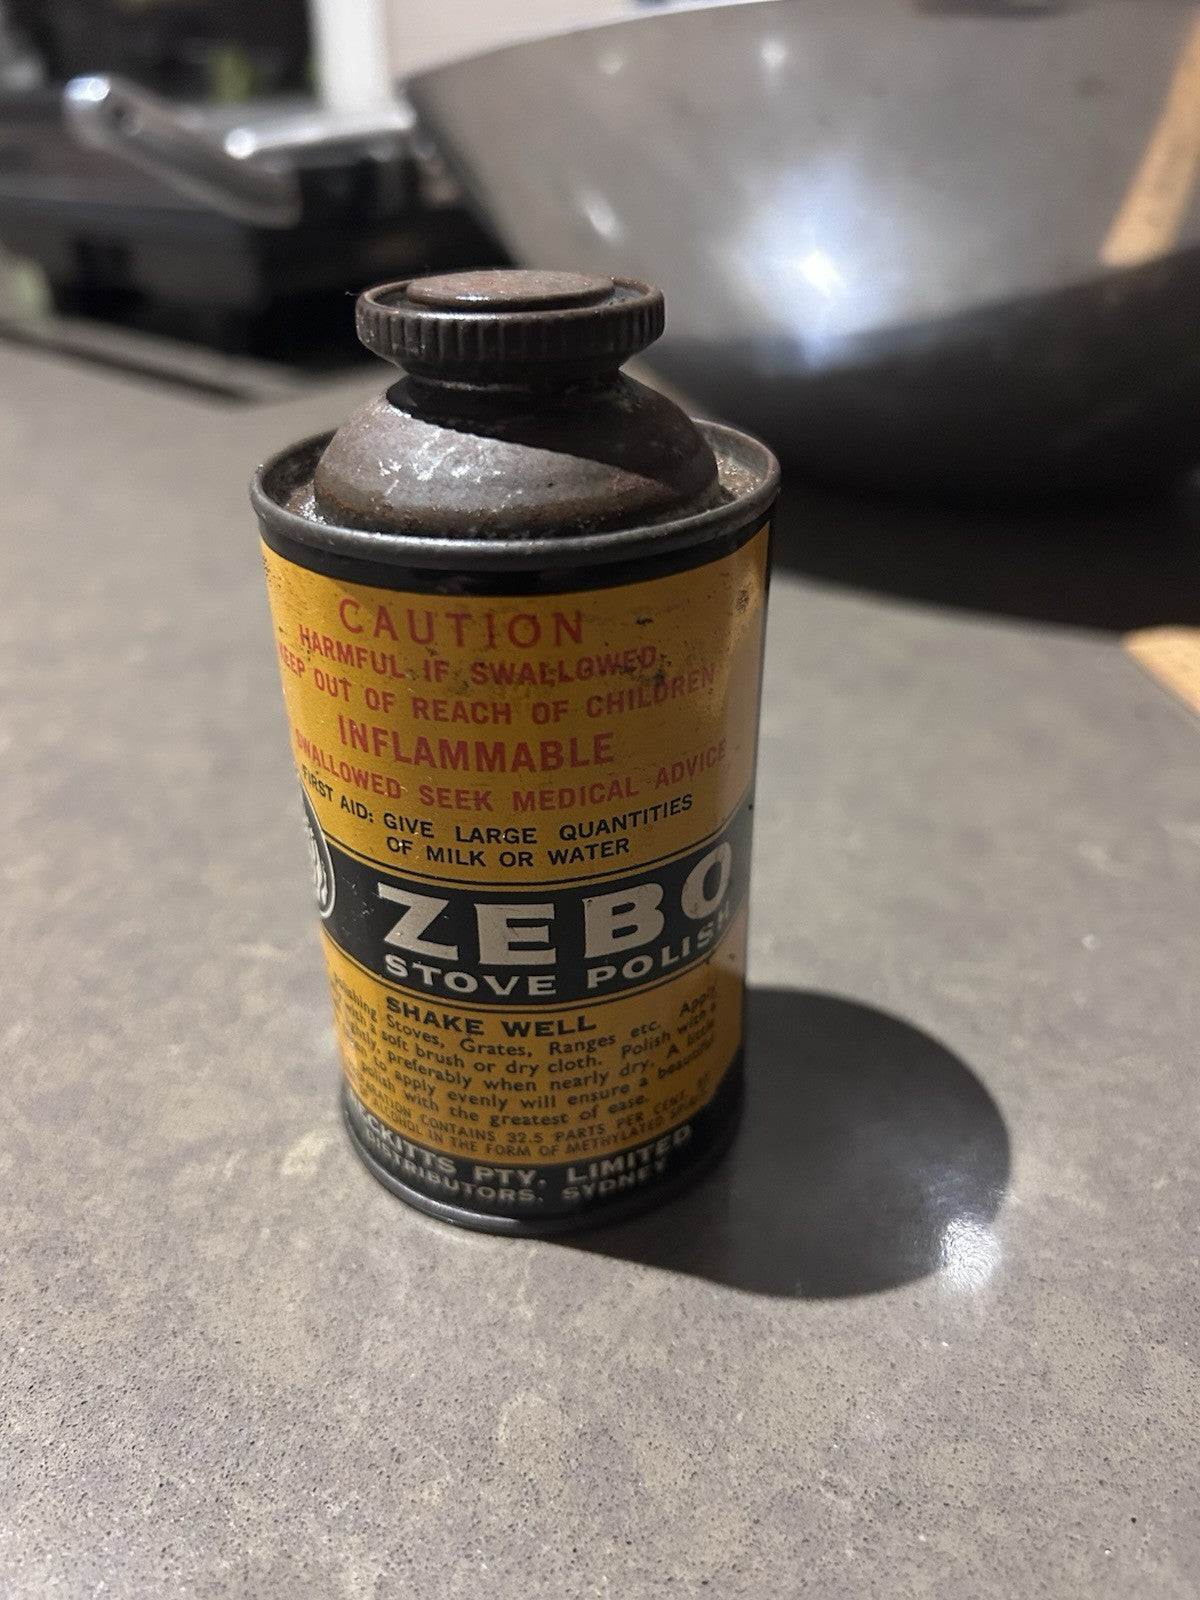 CAUTION
HARMFUL IF SWALLOWED
KEEP OUT OF REACH OF CHILDREN
INFLAMMABLE
SWALLOWED SEEK MEDICAL ADVICE
FIRST AID: GIVE LARGE QUANTITIES
OF MILK OR WATER
ZEBO
STOVE POLISH
SHAKE WELL
Stoves, Grates, Ranges etc. Apply
with a soft brush or dry cloth. Polish with a
preferably when nearly dry. A little
to apply evenly will ensure a beautiful
polish with the greatest of ease.
CONTAINS 32.5 PARTS PER CENT.
ALCOHOL IN THE FORM OF METHYLATED SPIRIT
PTY. LIMITED
DISTRIBUTORS. SYDNEY